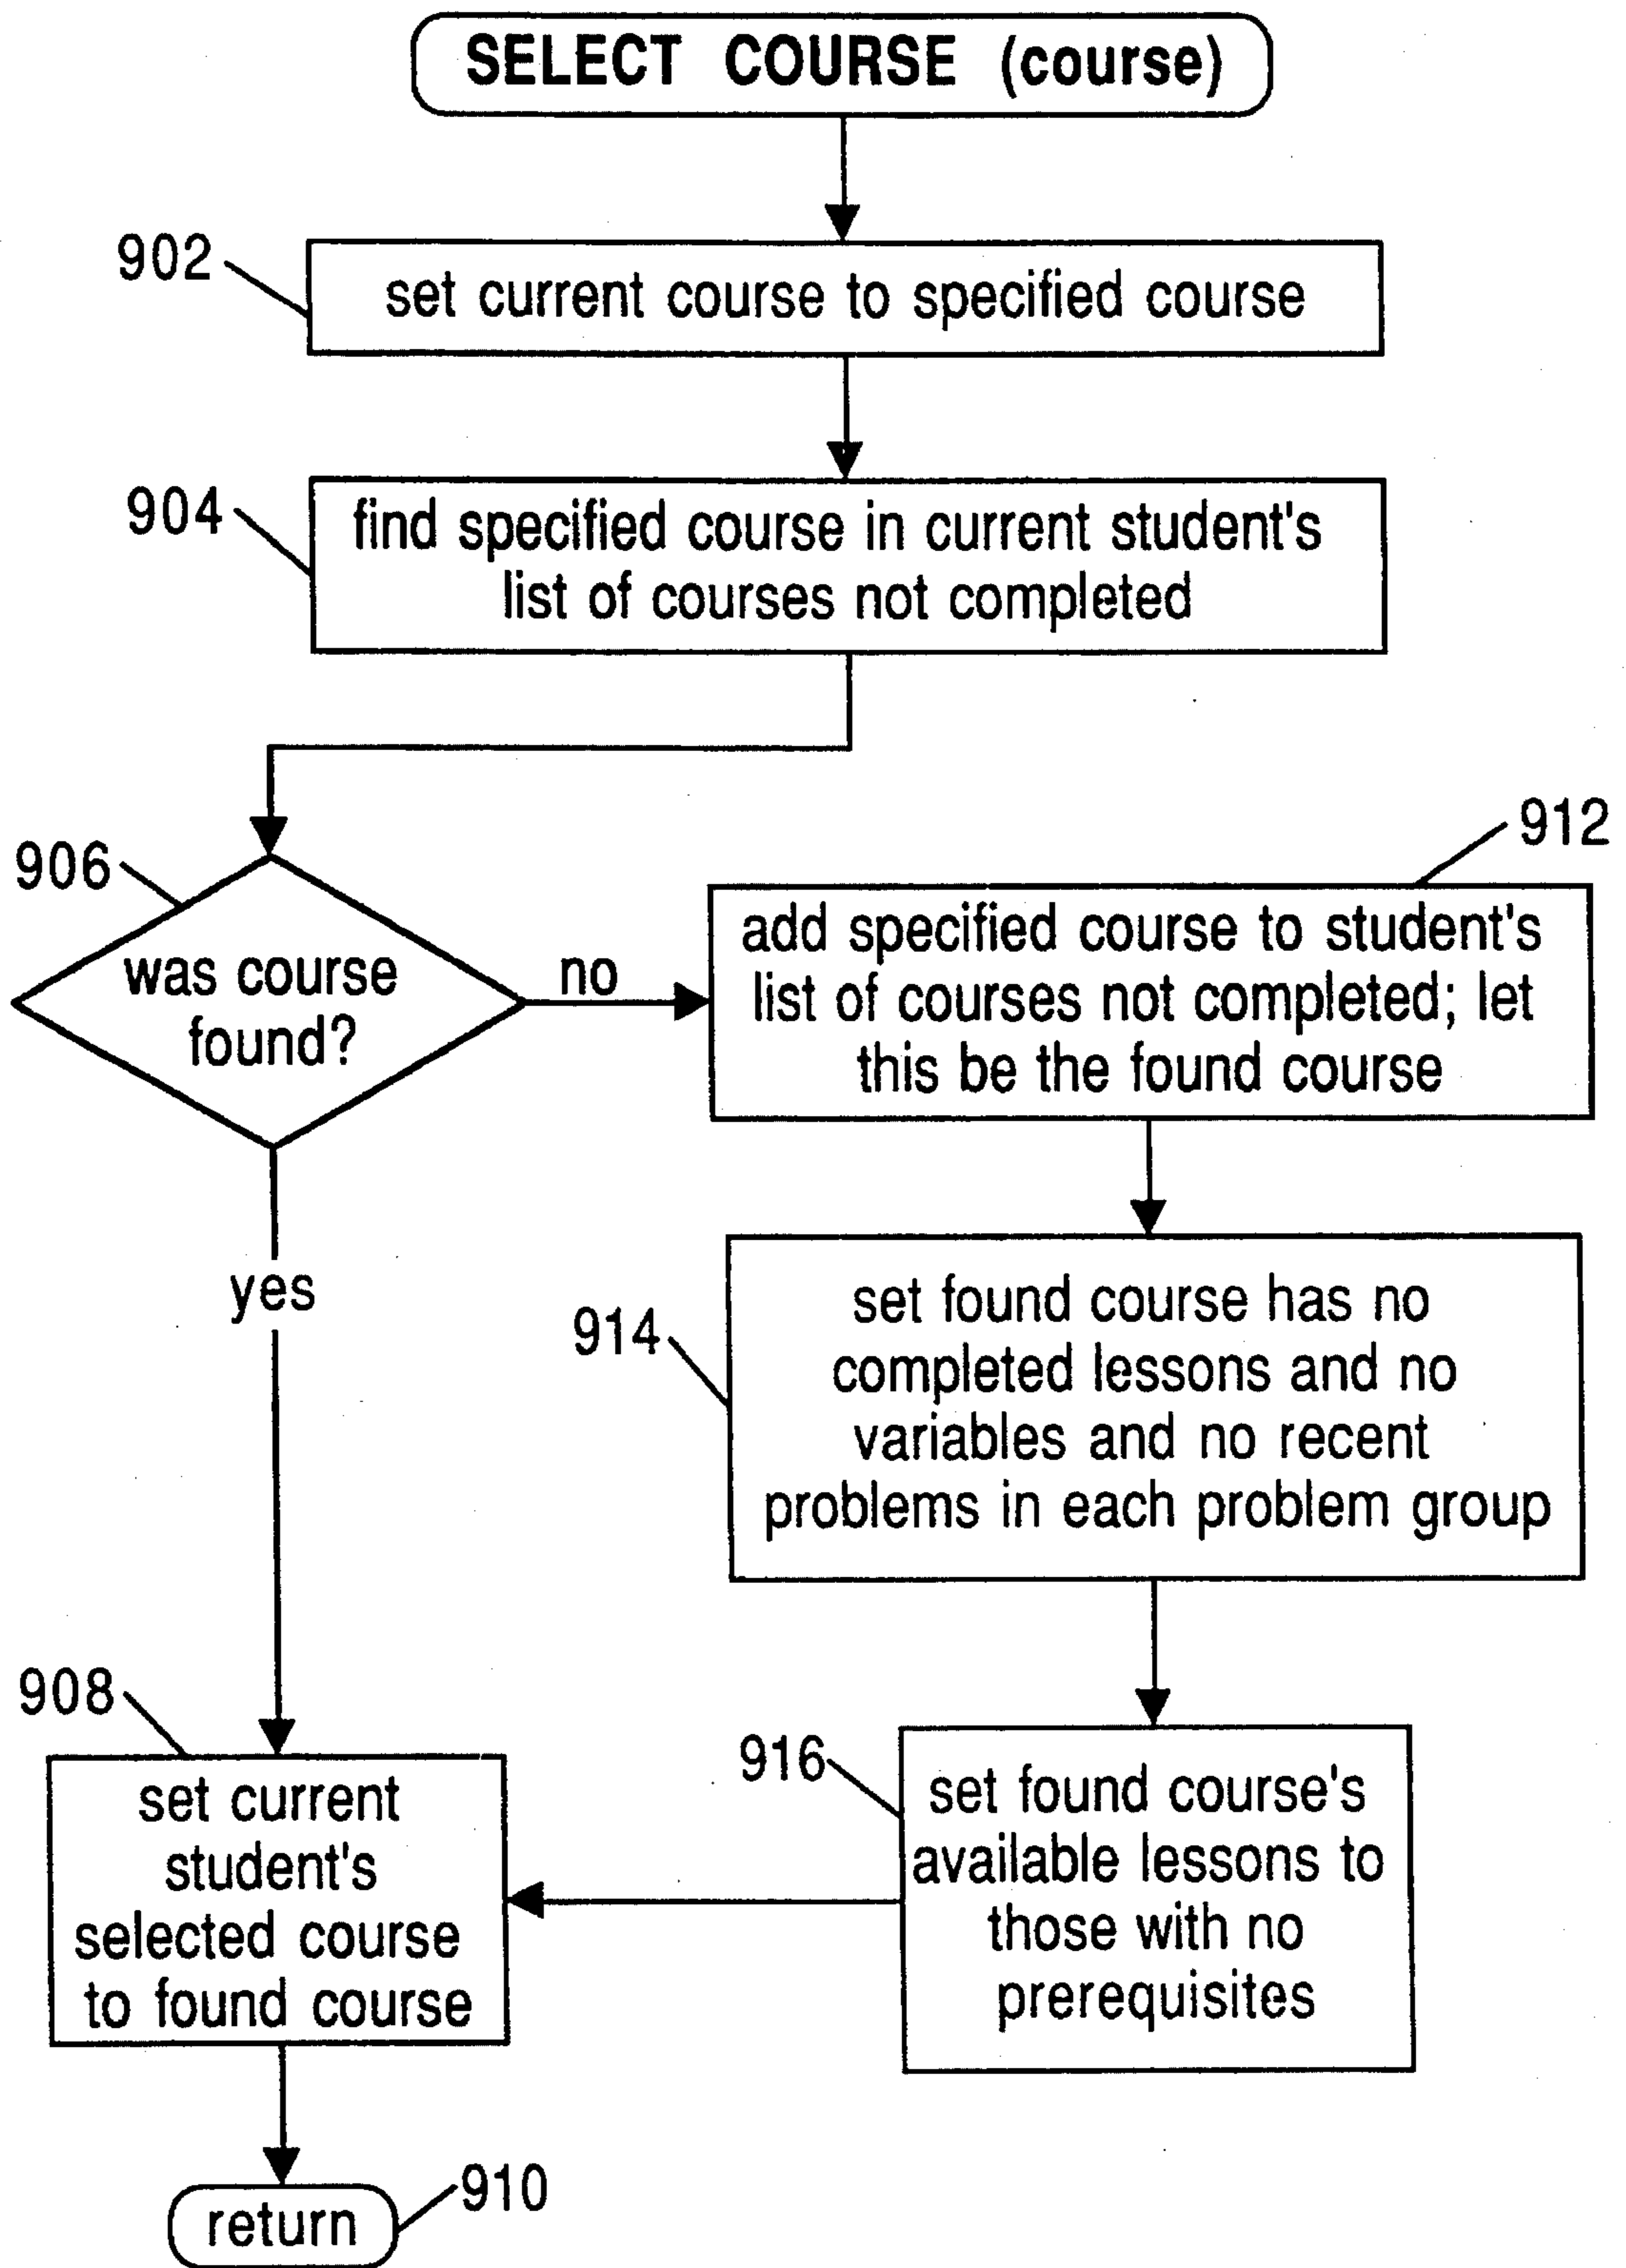 SELECT COURSE (course)
902
set current course to specified course
904
find specified course in current student's
list of courses not completed
906
was course
found?
no
yes
912
add specified course to student's
list of courses not completed; let
this be the found course
914
set found course has no
completed lessons and no
variables and no recent
problems in each problem group
916
set found course's
available lessons to
those with no
prerequisites
908
set current
student's
selected course
to found course
return
910